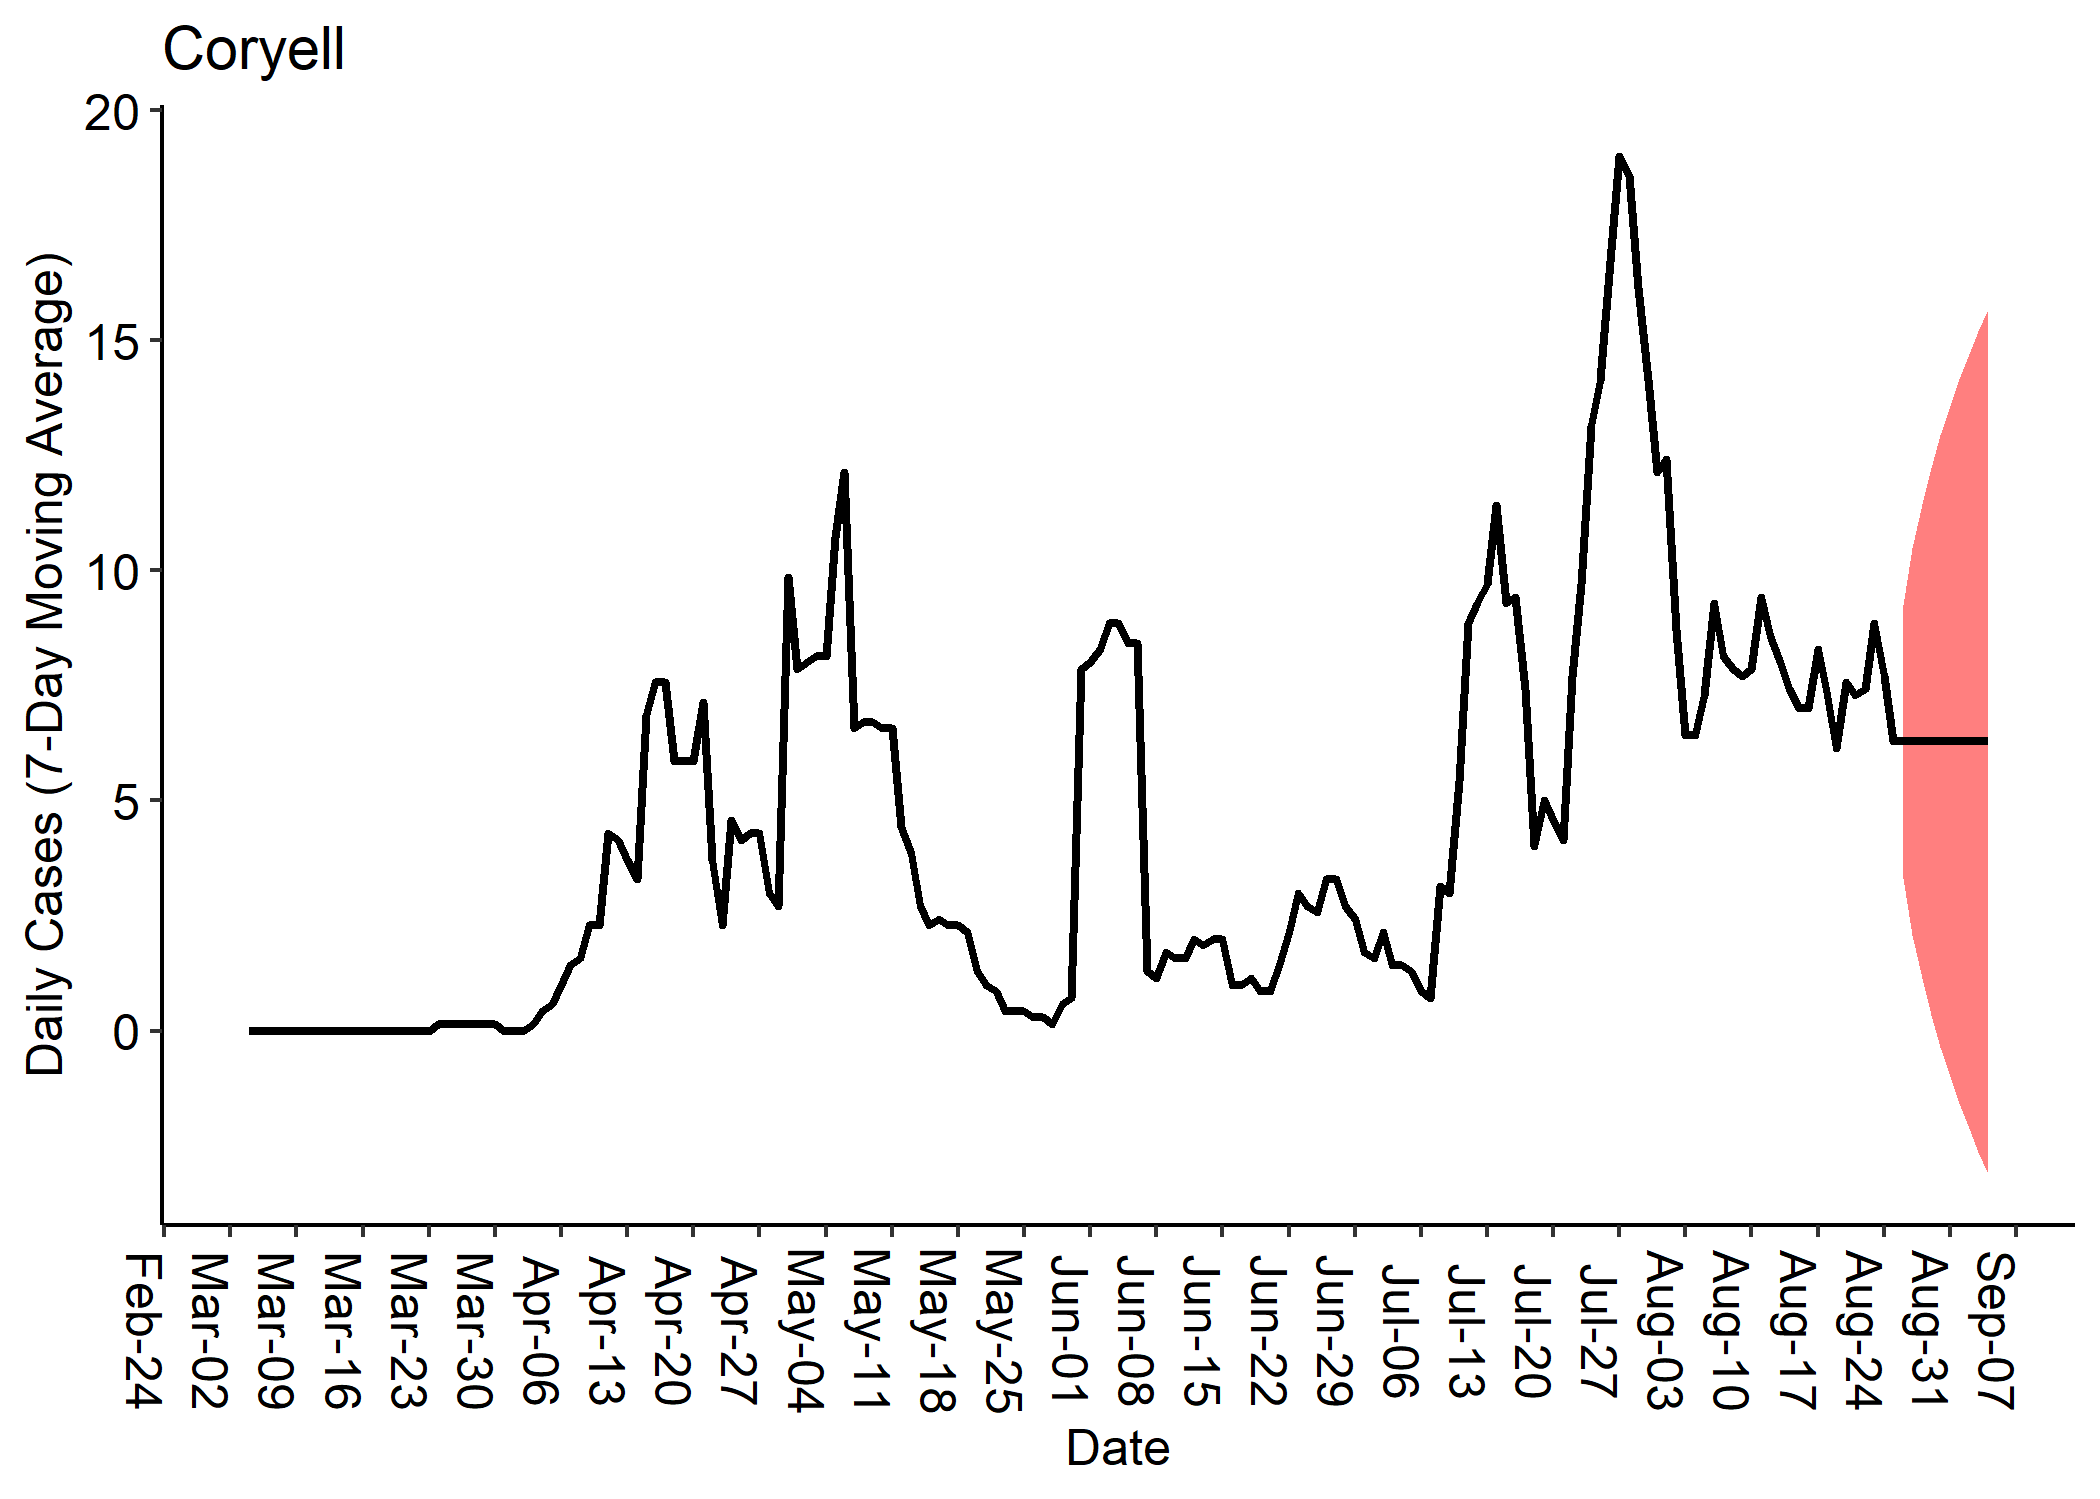 Coryell
Daily Cases (7-Day Moving Average)
20
15
10
5
0
Feb-24
Mar-02
Mar-09
Mar-16
Mar-23
Mar-30
Apr-06
Apr-13
Apr-20
Apr-27
May-04
May-11
May-18
May-25
Jun-01
Jun-08
Jun-15
Jun-22
Jun-29
Jul-06
Jul-13
Jul-20
Jul-27
Aug-03
Aug-10
Aug-17
Aug-24
Aug-31
Sep-07
Date